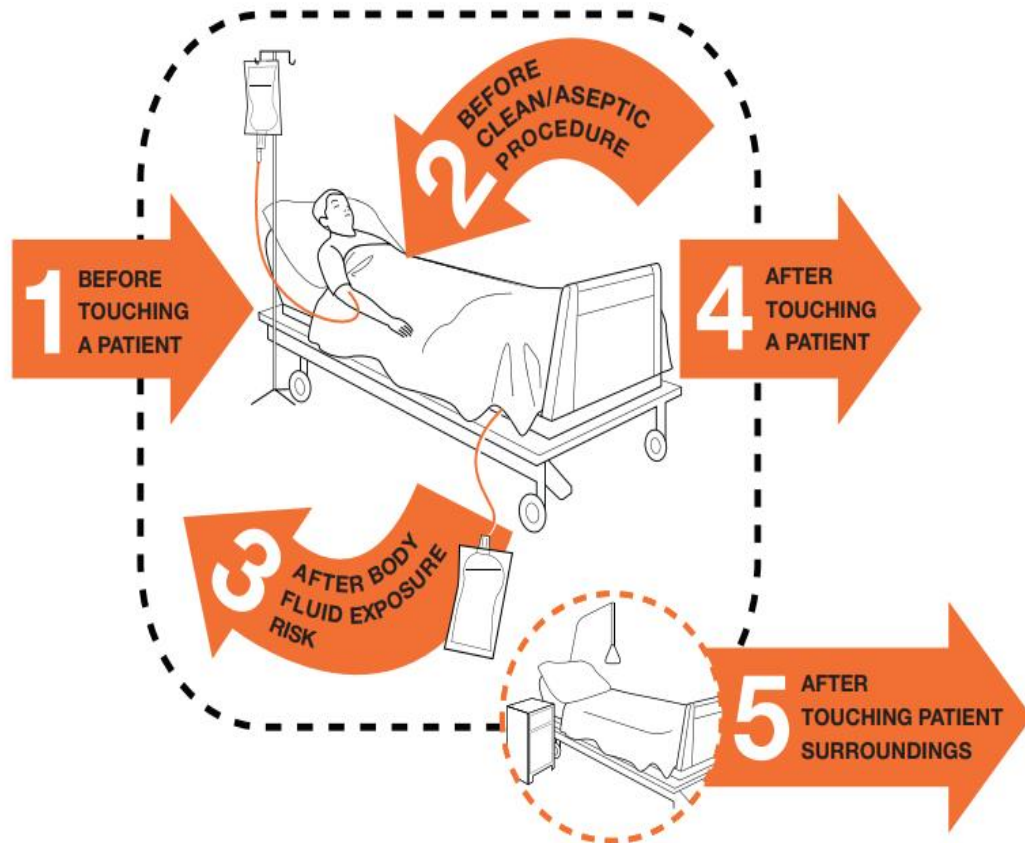 1
BEFORE
TOUCHING
A PATIENT
2
BEFORE
CLEAN/ASEPTIC
PROCEDURE
3
AFTER BODY
FLUID EXPOSURE
RISK
4
AFTER
TOUCHING
A PATIENT
5
AFTER
TOUCHING PATIENT
SURROUNDINGS